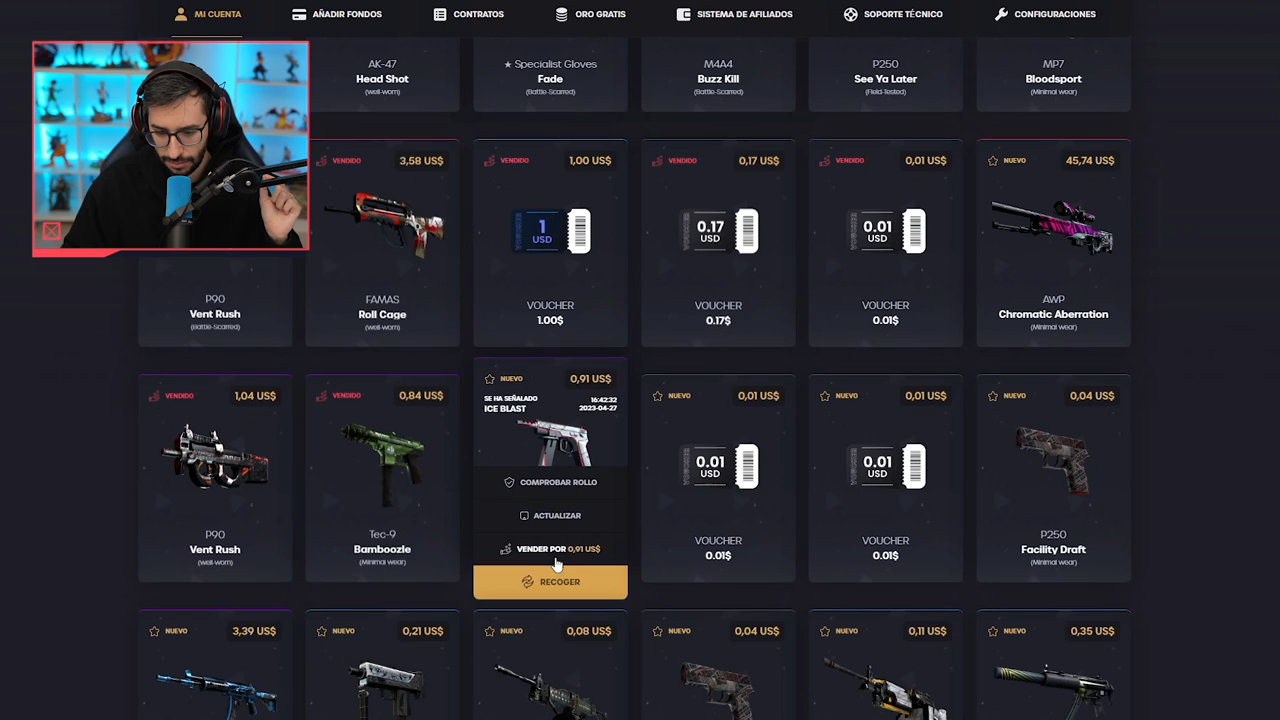 MI CUENTA
AÑADIR FONDOS
CONTRATOS
ORO GRATIS
SISTEMA DE AFILIADOS
SOPORTE TÉCNICO
CONFIGURACIONES
AK-47
Head Shot
(well-worn)
★ Specialist Gloves
Fade
(Battle-Scarred)
M4A4
Buzz Kill
(Battle-Scarred)
P250
See Ya Later
(Field-Tested)
MP7
Bloodsport
(Minimal wear)
P90
Vent Rush
(Battle-Scarred)
VENDIDO 3,58 US$
FAMAS
Roll Cage
(well-worn)
VENDIDO 1,00 US$
1
USD
VOUCHER
1.00$
VENDIDO 0,17 US$
0.17
USD
VOUCHER
0.17$
VENDIDO 0,01 US$
0.01
USD
VOUCHER
0.01$
NUEVO 45,74 US$
AWP
Chromatic Aberration
(Minimal wear)
VENDIDO 1,04 US$
P90
Vent Rush
(well-worn)
VENDIDO 0,84 US$
Tec-9
Bamboozle
(Minimal wear)
NUEVO 0,91 US$
SE HA SEÑALADO 16:42:32
ICE BLAST 2023-04-27
COMPROBAR ROLLO
ACTUALIZAR
VENDER POR 0,91 US$
RECOGER
NUEVO 0,01 US$
0.01
USD
VOUCHER
0.01$
NUEVO 0,01 US$
0.01
USD
VOUCHER
0.01$
NUEVO 0,04 US$
P250
Facility Draft
(Minimal wear)
NUEVO 3,39 US$
NUEVO 0,21 US$
NUEVO 0,08 US$
NUEVO 0,04 US$
NUEVO 0,11 US$
NUEVO 0,35 US$